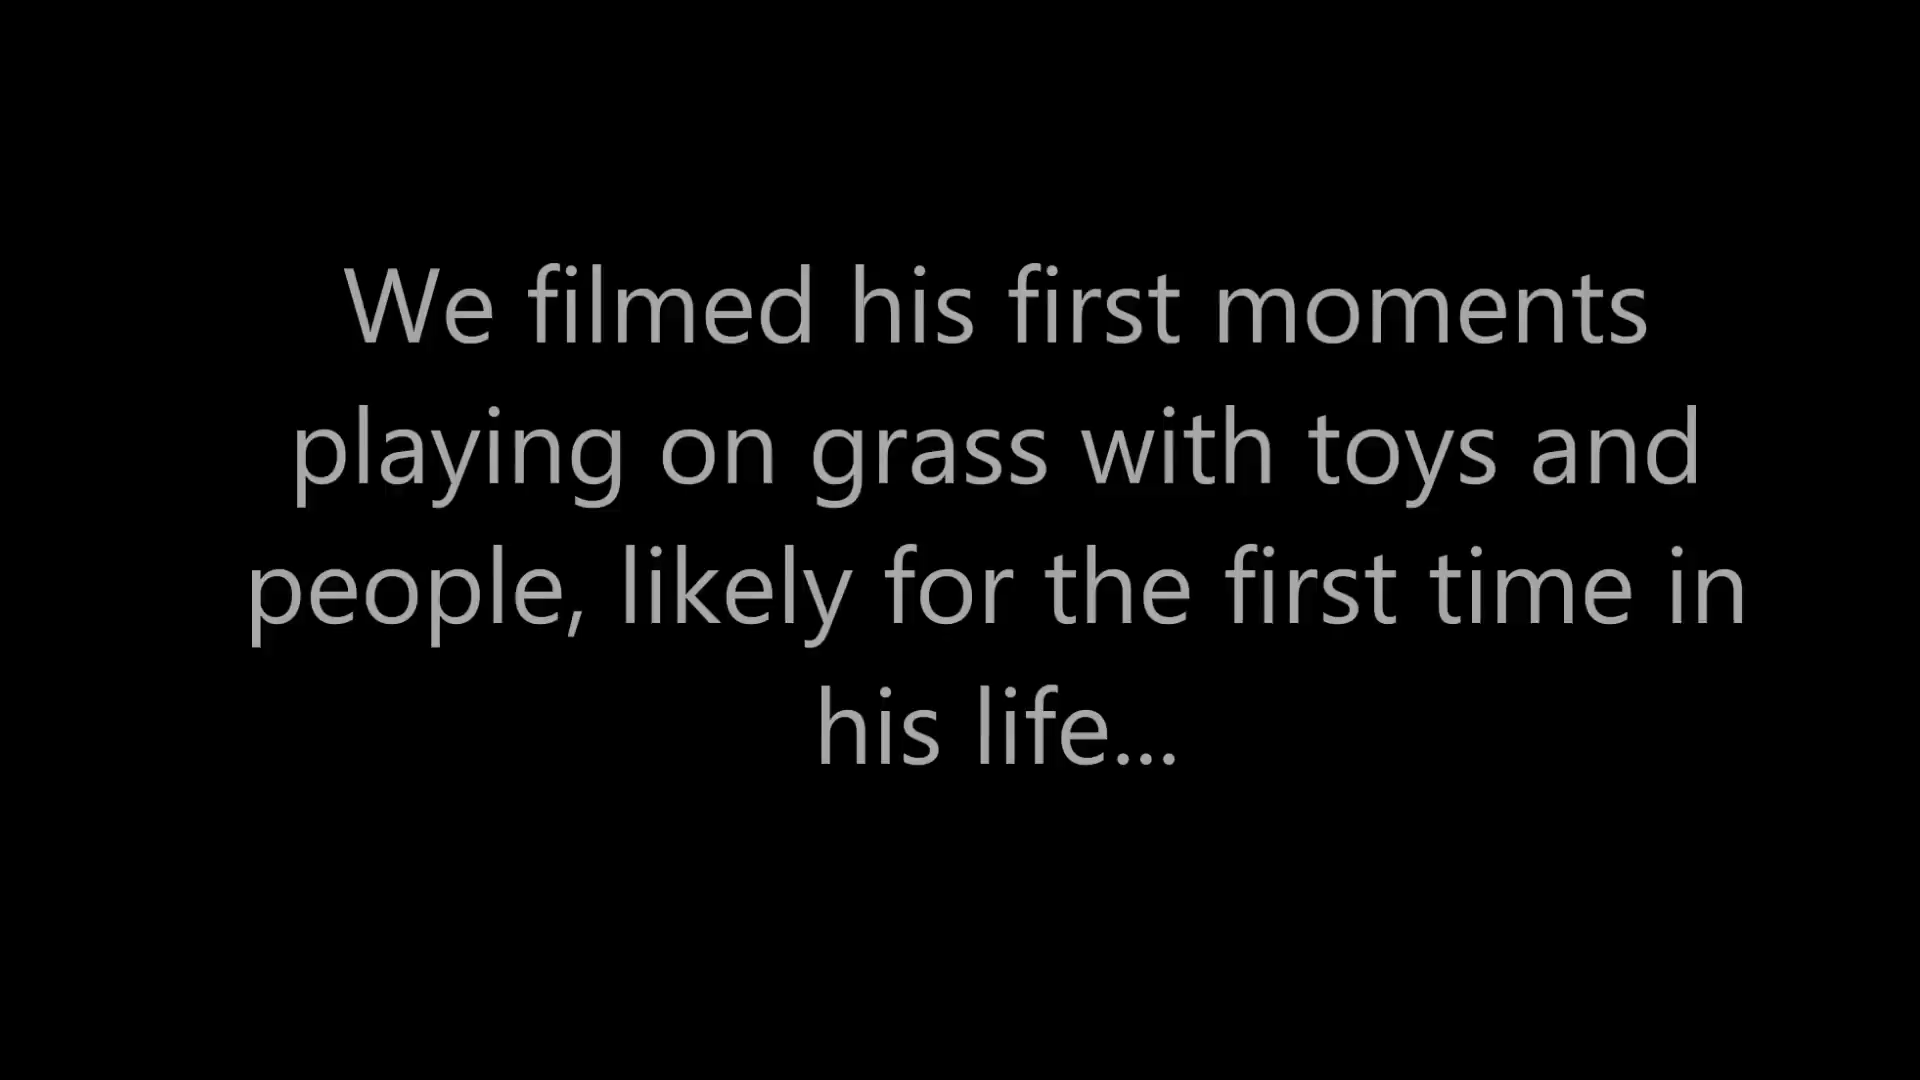 We filmed his first moments
playing on grass with toys and
people, likely for the first time in
his life...